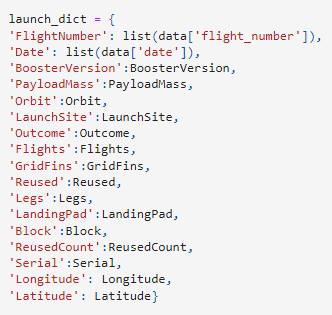 launch_dict = {
'FlightNumber': list(data['flight_number']),
'Date': list(data['date']),
'BoosterVersion':BoosterVersion,
'PayloadMass':PayloadMass,
'Orbit':Orbit,
'LaunchSite':LaunchSite,
'Outcome':Outcome,
'Flights':Flights,
'GridFins':GridFins,
'Reused':Reused,
'Legs':Legs,
'LandingPad':LandingPad,
'Block':Block,
'ReusedCount':ReusedCount,
'Serial':Serial,
'Longitude': Longitude,
'Latitude': Latitude}